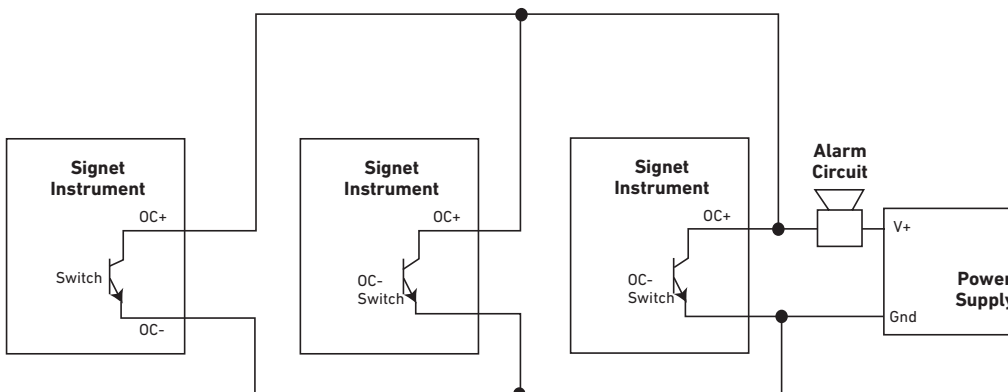 Signet
Instrument
OC+
Switch
OC-
Signet
Instrument
OC+
OC-
Switch
Signet
Instrument
OC+
OC-
Switch
Alarm
Circuit
V+
Power
Supply
Gnd